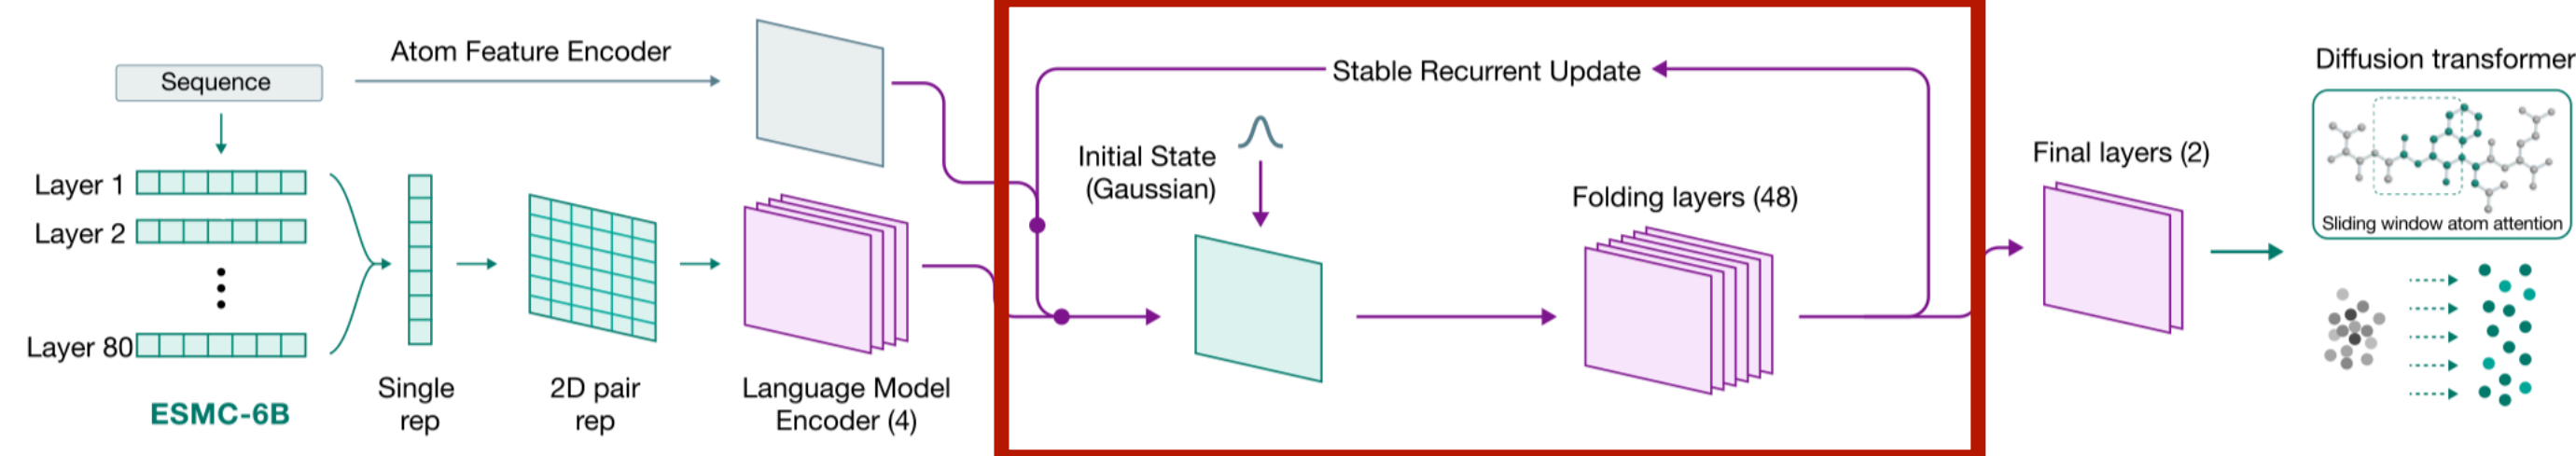 Sequence
Atom Feature Encoder
Layer 1
Layer 2
Layer 80
ESMC-6B
Single
rep
2D pair
rep
Language Model
Encoder (4)
Stable Recurrent Update
Initial State
(Gaussian)
Folding layers (48)
Final layers (2)
Diffusion transformer
Sliding window atom attention